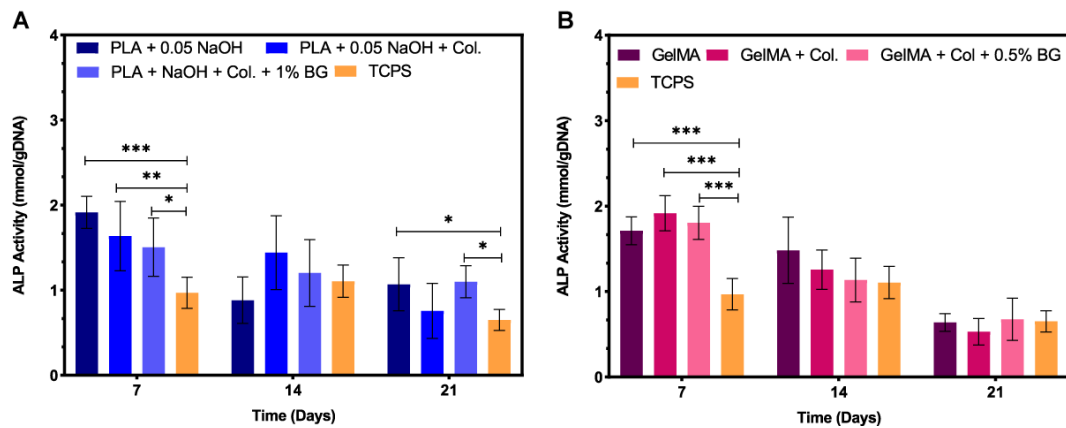 A
PLA + 0.05 NaOH
PLA + 0.05 NaOH + Col.
PLA + NaOH + Col. + 1% BG
TCPS
ALP Activity (mmol/gDNA)
4
3
2
1
0
***
**
*
*
*
7
14
21
Time (Days)
B
GelMA
GelMA + Col.
GelMA + Col + 0.5% BG
TCPS
ALP Activity (mmol/gDNA)
4
3
2
1
0
***
***
***
7
14
21
Time (Days)